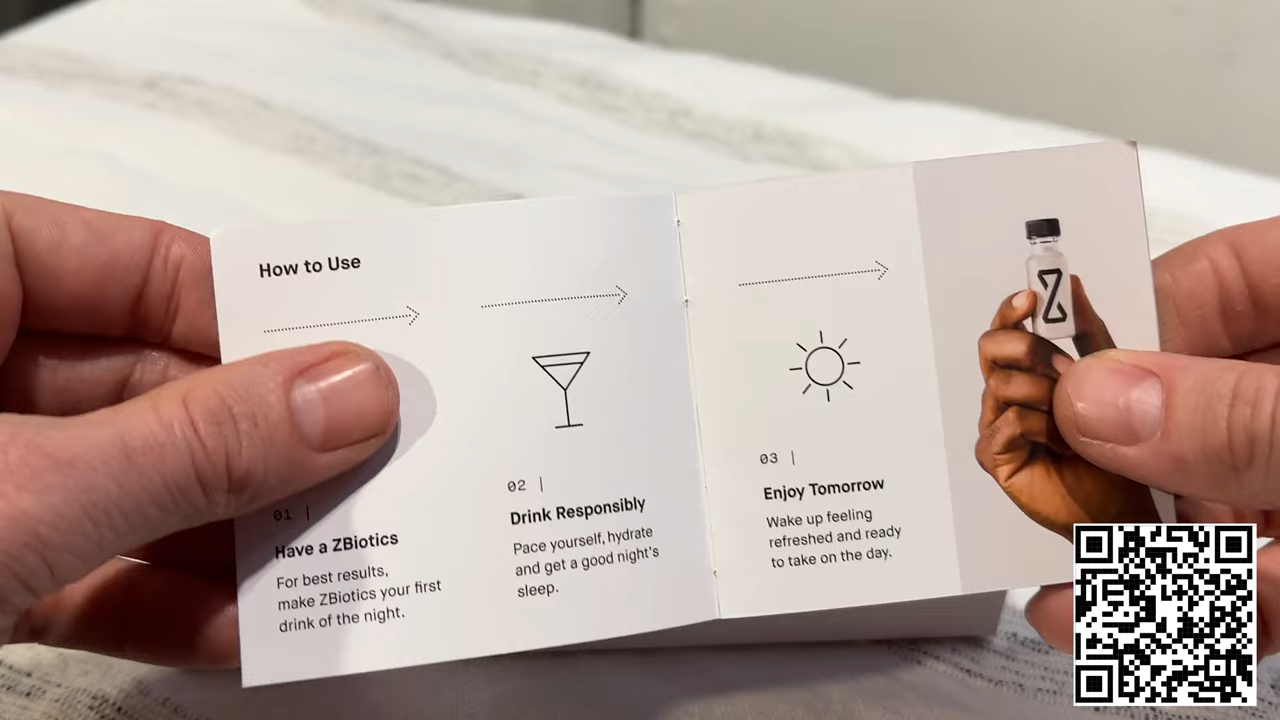 How to Use
01 |
Have a ZBiotics
For best results,
make ZBiotics your first
drink of the night.
02 |
Drink Responsibly
Pace yourself, hydrate
and get a good night's
sleep.
03 |
Enjoy Tomorrow
Wake up feeling
refreshed and ready
to take on the day.
Z